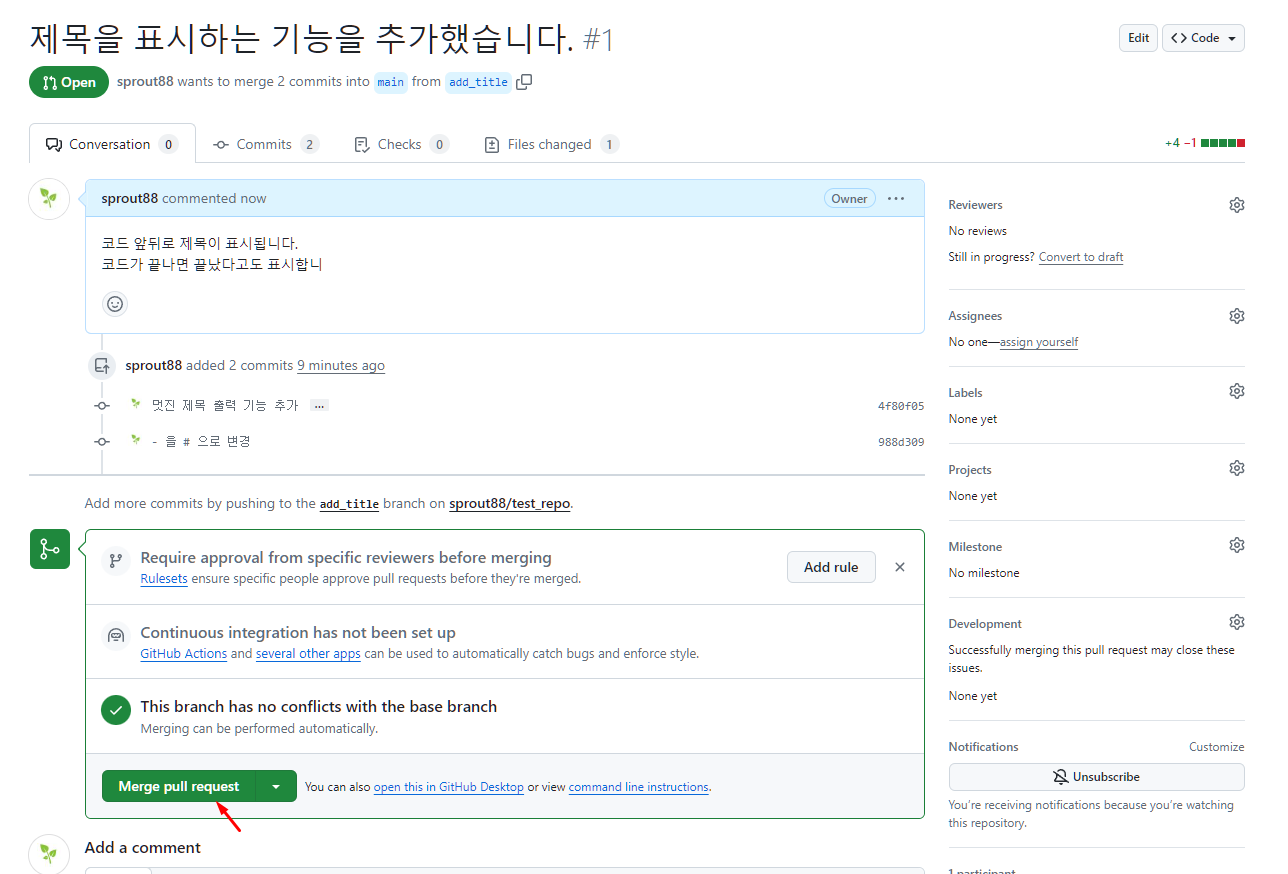 제목을 표시하는 기능을 추가했습니다. #1
Edit
Code
Open
sprout88 wants to merge 2 commits into main from add_title
Conversation 0
Commits 2
Checks 0
Files changed 1
+4 −1
sprout88 commented now
Owner
코드 앞뒤로 제목이 표시됩니다.
코드가 끝나면 끝났다고도 표시합니
sprout88 added 2 commits 9 minutes ago
멋진 제목 출력 기능 추가 …
4f80f05
- 을 # 으로 변경
988d309
Add more commits by pushing to the add_title branch on sprout88/test_repo.
Require approval from specific reviewers before merging
Rulesets ensure specific people approve pull requests before they're merged.
Add rule
Continuous integration has not been set up
GitHub Actions and several other apps can be used to automatically catch bugs and enforce style.
This branch has no conflicts with the base branch
Merging can be performed automatically.
Merge pull request
You can also open this in GitHub Desktop or view command line instructions.
Add a comment
Reviewers
No reviews
Still in progress? Convert to draft
Assignees
No one—assign yourself
Labels
None yet
Projects
None yet
Milestone
No milestone
Development
Successfully merging this pull request may close these
issues.
None yet
Notifications
Customize
Unsubscribe
You're receiving notifications because you're watching
this repository.
1 participant